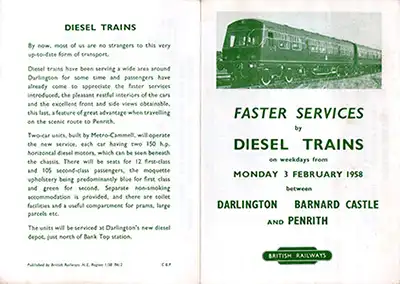 DIESEL TRAINS
By now, most of us are no strangers to this very
up-to-date form of transport.
Diesel trains have been serving a wide area around
Darlington for some time and passengers have
already come to appreciate the faster services
introduced, the pleasant restful interiors of the cars
and the excellent front and side views obtainable,
this last, a feature of great advantage when travelling
on the scenic route to Penrith.
Two-car units, built by Metro-Cammell, will operate
the new service, each car having two 150 h.p.
horizontal diesel motors, which can be seen beneath
the chassis. There will be seats for 12 first-class
and 105 second-class passengers, the moquette
upholstery being predominantly blue for first class
and green for second. Separate non-smoking
accommodation is provided, and there are toilet
facilities and a useful compartment for prams, large
parcels etc.
The units will be serviced at Darlington's new diesel
depot, just north of Bank Top station.
Published by British Railways N.E. Region 1/58 No.2
FASTER SERVICES
by
DIESEL TRAINS
on weekdays from
MONDAY 3 FEBRUARY 1958
between
DARLINGTON BARNARD CASTLE
AND PENRITH
BRITISH RAILWAYS